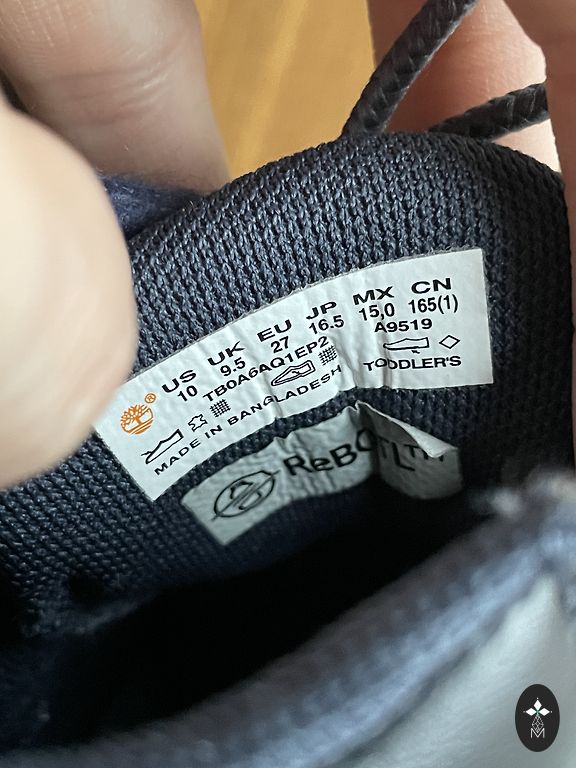 US UK EU JP MX CN
10 9.5 27 16.5 15,0 165(1)
TB0A6AQ1EP2 A9519
TODDLER'S
MADE IN BANGLADESH
ReBOTL™
M